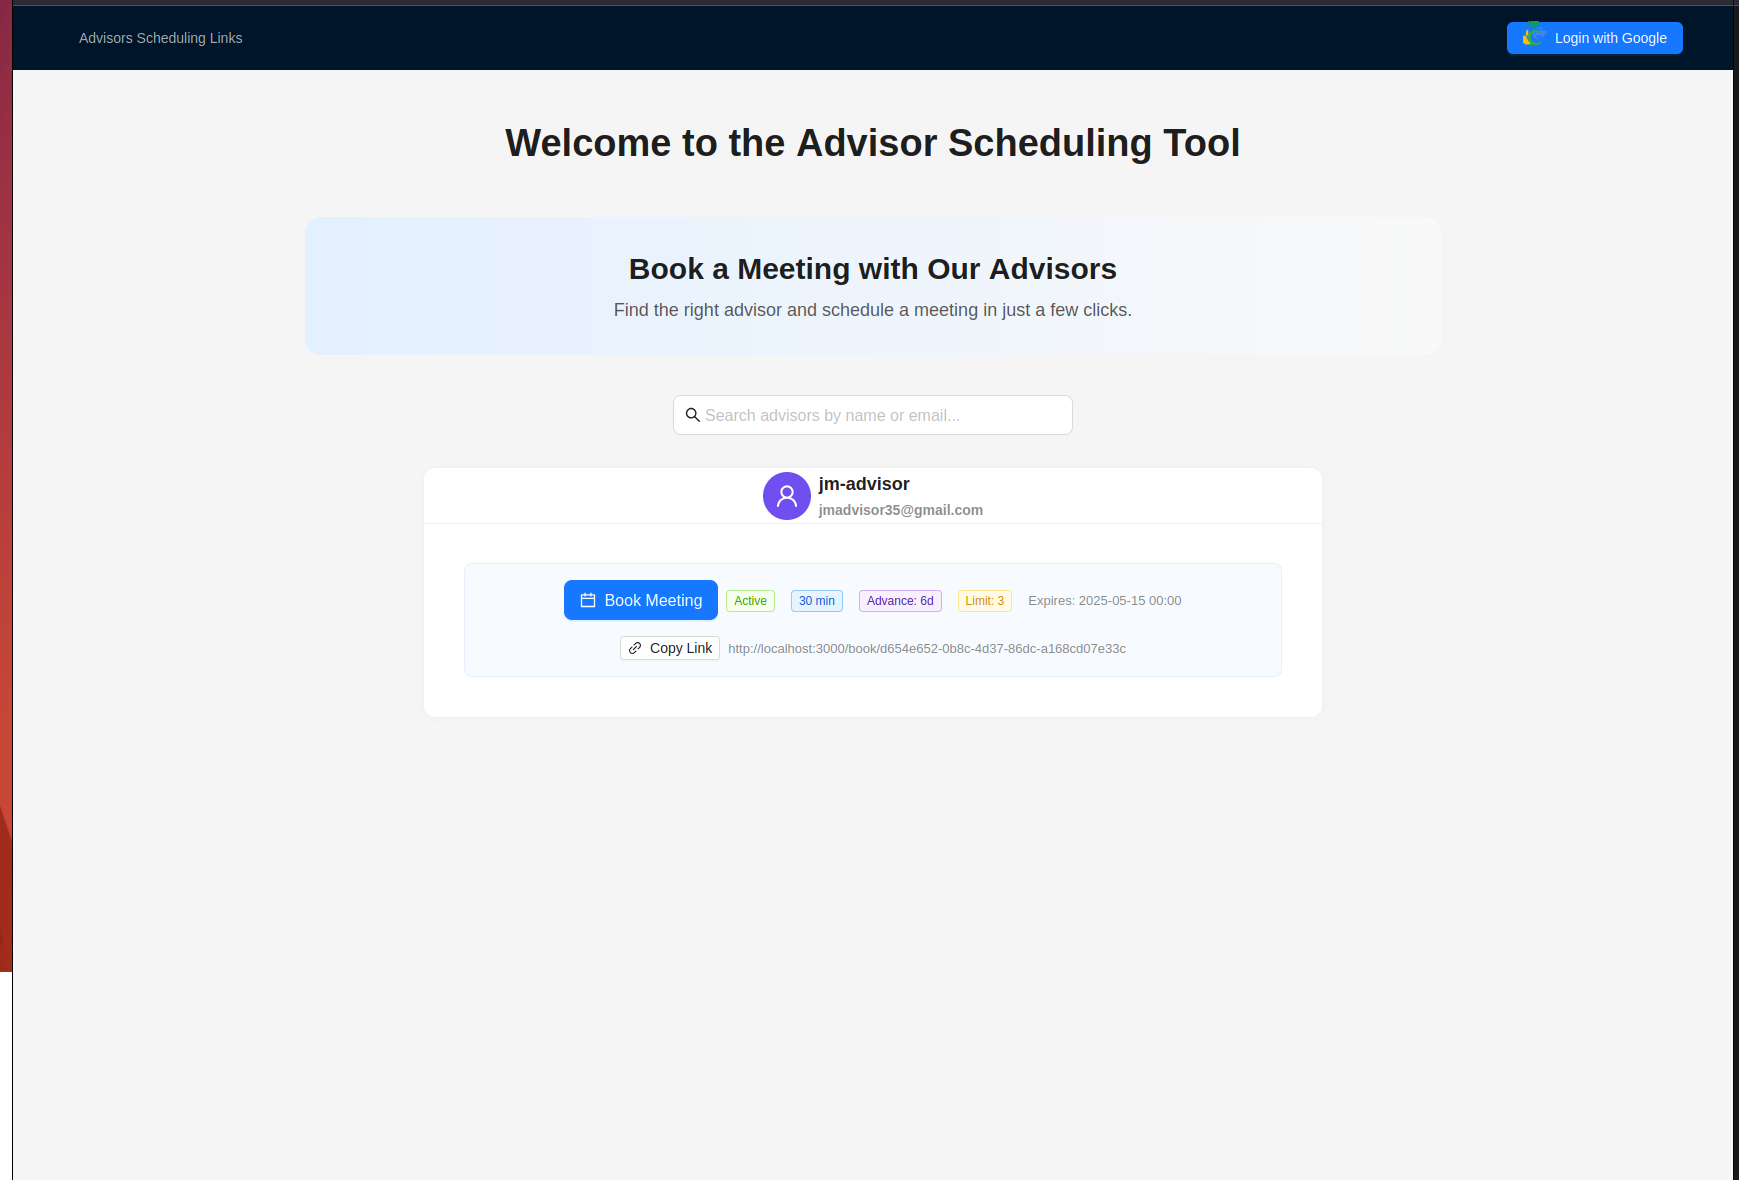 Advisors Scheduling Links
Login with Google
Welcome to the Advisor Scheduling Tool
Book a Meeting with Our Advisors
Find the right advisor and schedule a meeting in just a few clicks.
Search advisors by name or email...
jm-advisor
jmadvisor35@gmail.com
Book Meeting Active 30 min Advance: 6d Limit: 3 Expires: 2025-05-15 00:00
Copy Link http://localhost:3000/book/d654e652-0b8c-4d37-86dc-a168cd07e33c